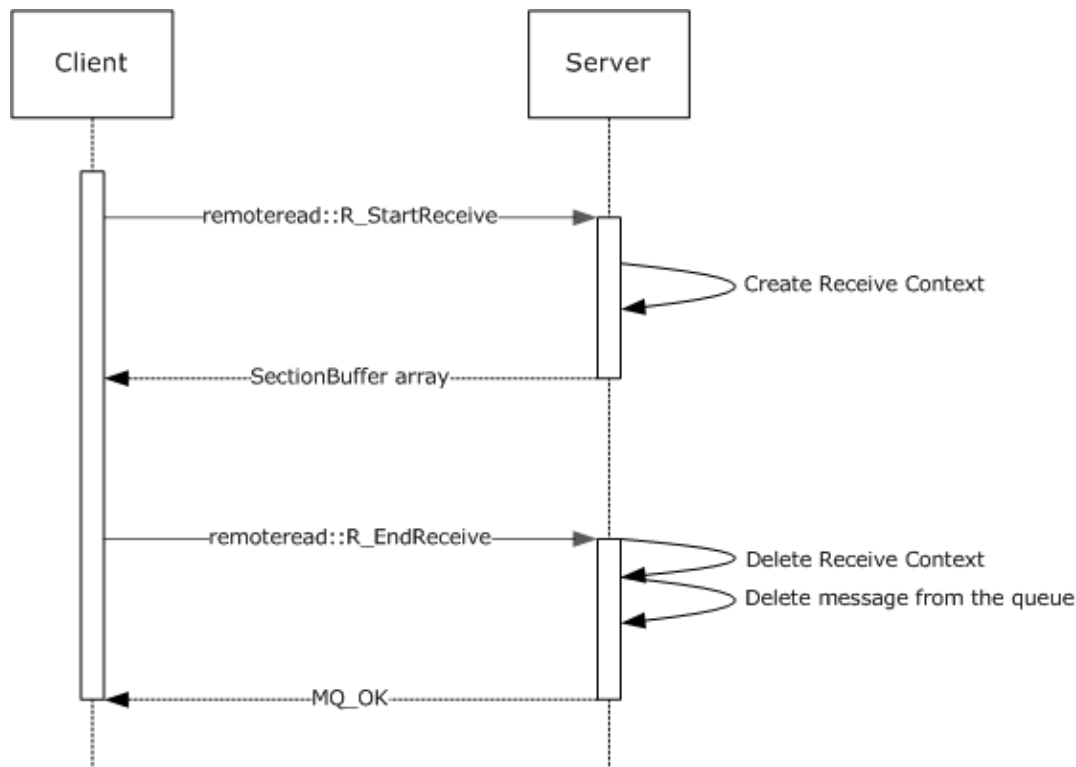 Client
Server
remoteread::R_StartReceive
Create Receive Context
SectionBuffer array
remoteread::R_EndReceive
Delete Receive Context
Delete message from the queue
MQ_OK